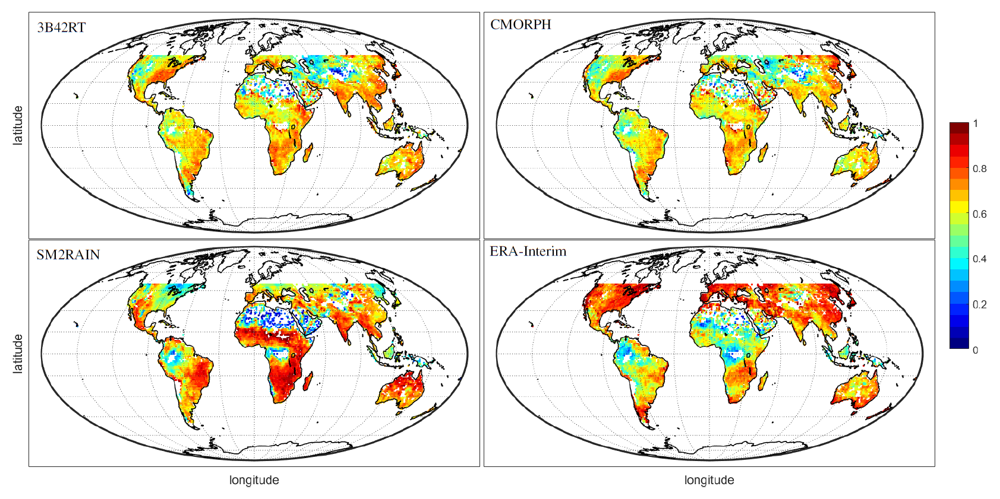 3B42RT
CMORPH
latitude
SM2RAIN
ERA-Interim
latitude
longitude
longitude
1
0.8
0.6
0.4
0.2
0